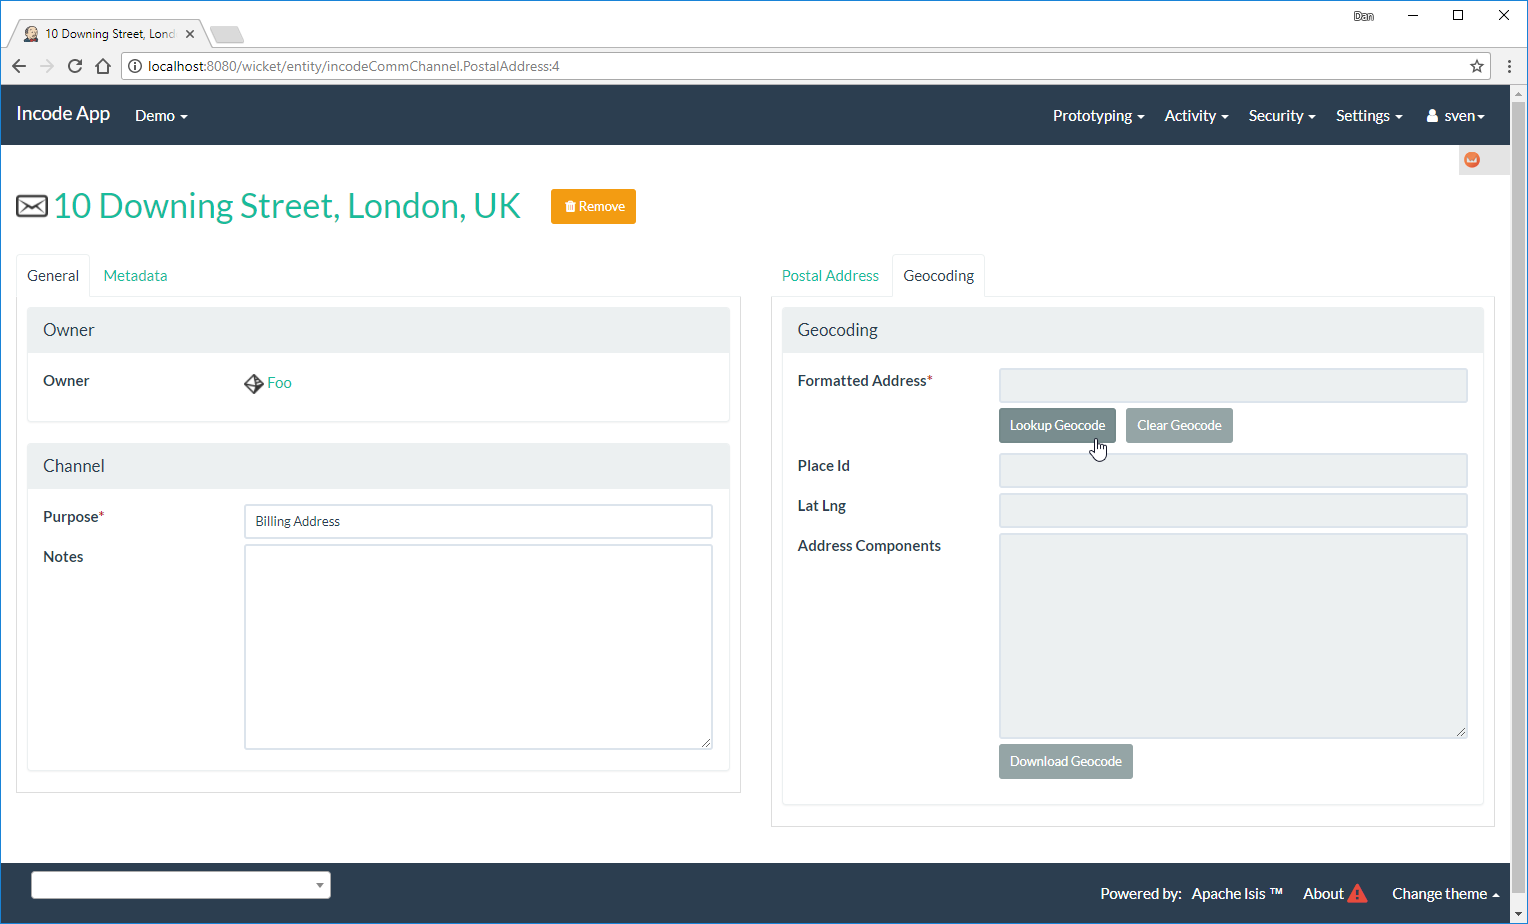 Dan
10 Downing Street, Lond
localhost:8080/wicket/entity/incodeCommChannel.PostalAddress:4
Incode App
Demo
Prototyping
Activity
Security
Settings
sven
10 Downing Street, London, UK
Remove
General
Metadata
Owner
Owner
Foo
Channel
Purpose*
Billing Address
Notes
Postal Address
Geocoding
Geocoding
Formatted Address*
Lookup Geocode
Clear Geocode
Place Id
Lat Lng
Address Components
Download Geocode
Powered by:
Apache Isis ™
About
Change theme